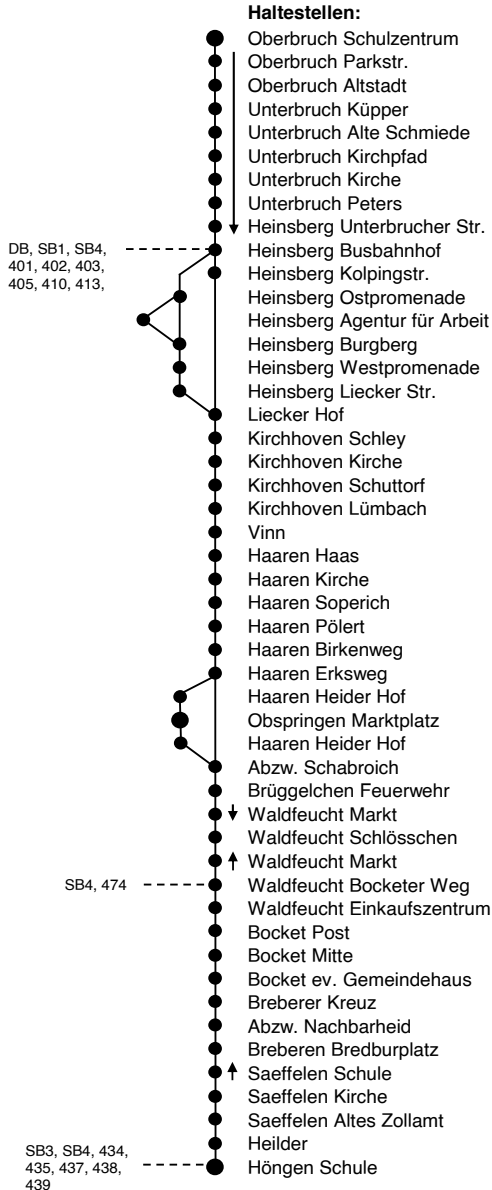 Haltestellen:
Oberbruch Schulzentrum
Oberbruch Parkstr.
Oberbruch Altstadt
Unterbruch Küpper
Unterbruch Alte Schmiede
Unterbruch Kirchpfad
Unterbruch Kirche
Unterbruch Peters
Heinsberg Unterbrucher Str.
DB, SB1, SB4,
401, 402, 403,
405, 410, 413,
Heinsberg Busbahnhof
Heinsberg Kolpingstr.
Heinsberg Ostpromenade
Heinsberg Agentur für Arbeit
Heinsberg Burgberg
Heinsberg Westpromenade
Heinsberg Liecker Str.
Liecker Hof
Kirchhoven Schley
Kirchhoven Kirche
Kirchhoven Schuttorf
Kirchhoven Lümbach
Vinn
Haaren Haas
Haaren Kirche
Haaren Soperich
Haaren Pölert
Haaren Birkenweg
Haaren Erksweg
Haaren Heider Hof
Obspringen Marktplatz
Haaren Heider Hof
Abzw. Schabroich
Brüggelchen Feuerwehr
Waldfeucht Markt
Waldfeucht Schlösschen
Waldfeucht Markt
SB4, 474
Waldfeucht Bocketer Weg
Waldfeucht Einkaufszentrum
Bocket Post
Bocket Mitte
Bocket ev. Gemeindehaus
Breberer Kreuz
Abzw. Nachbarheid
Breberen Bredburplatz
Saeffelen Schule
Saeffelen Kirche
Saeffelen Altes Zollamt
Heilder
SB3, SB4, 434,
435, 437, 438,
439
Höngen Schule